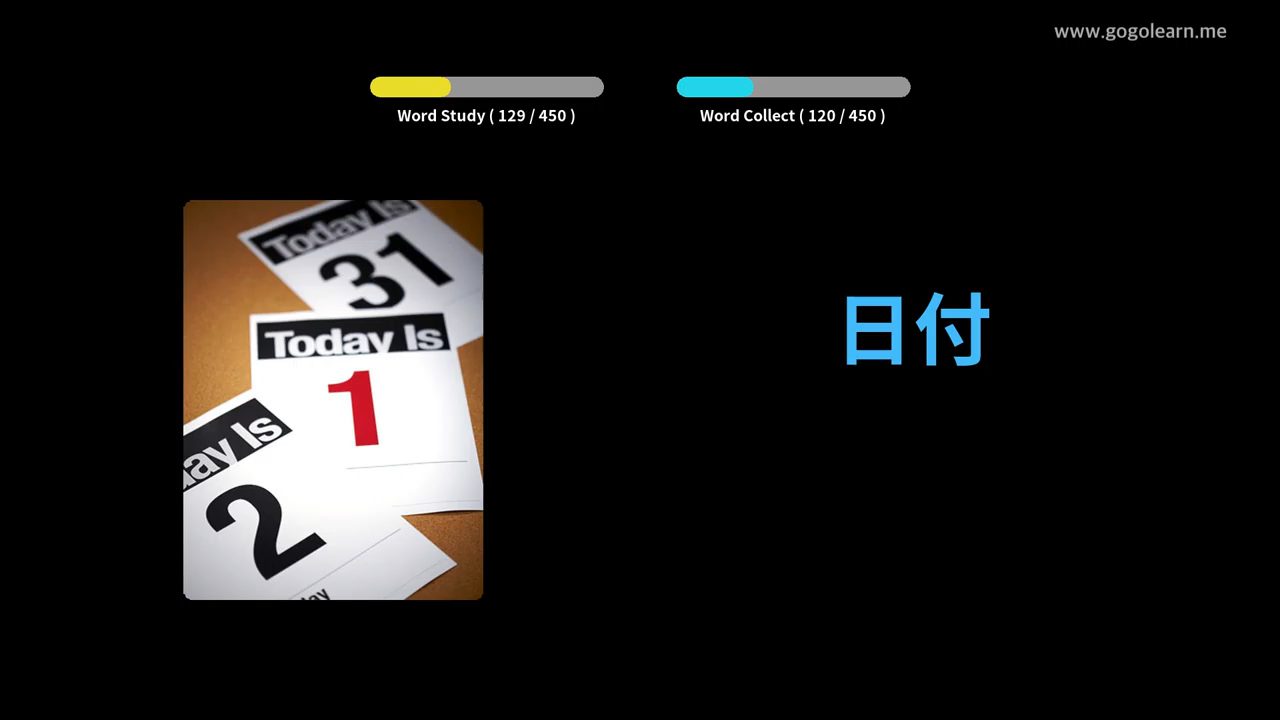 www.gogolearn.me
Word Study ( 129 / 450 )
Word Collect ( 120 / 450 )
Today Is
31
Today Is
1
ay Is
2
日付